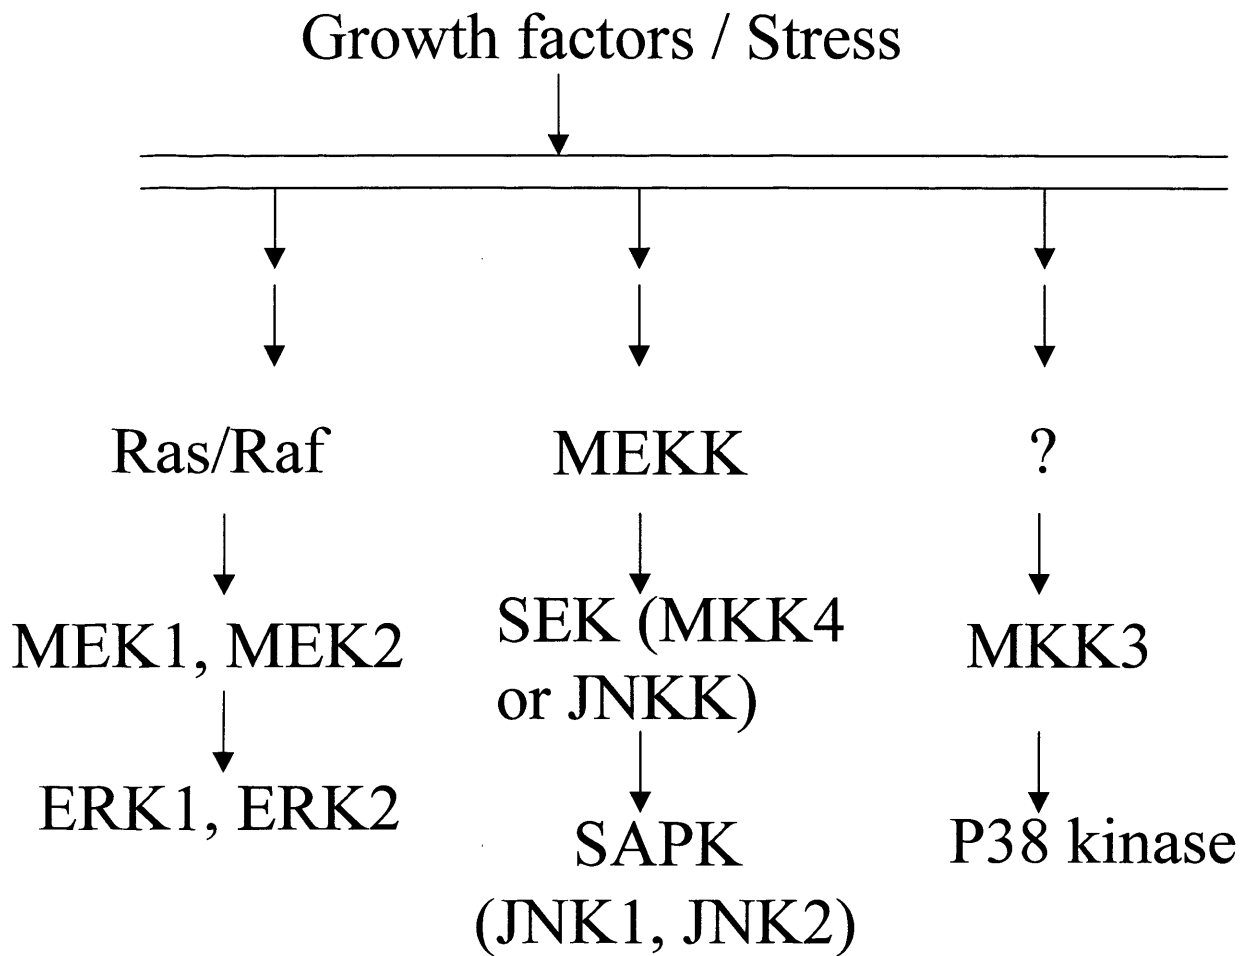 Growth factors / Stress
Ras/Raf
MEKK
?
MEK1, MEK2
SEK (MKK4
or JNKK)
MKK3
ERK1, ERK2
SAPK
(JNK1, JNK2)
P38 kinase